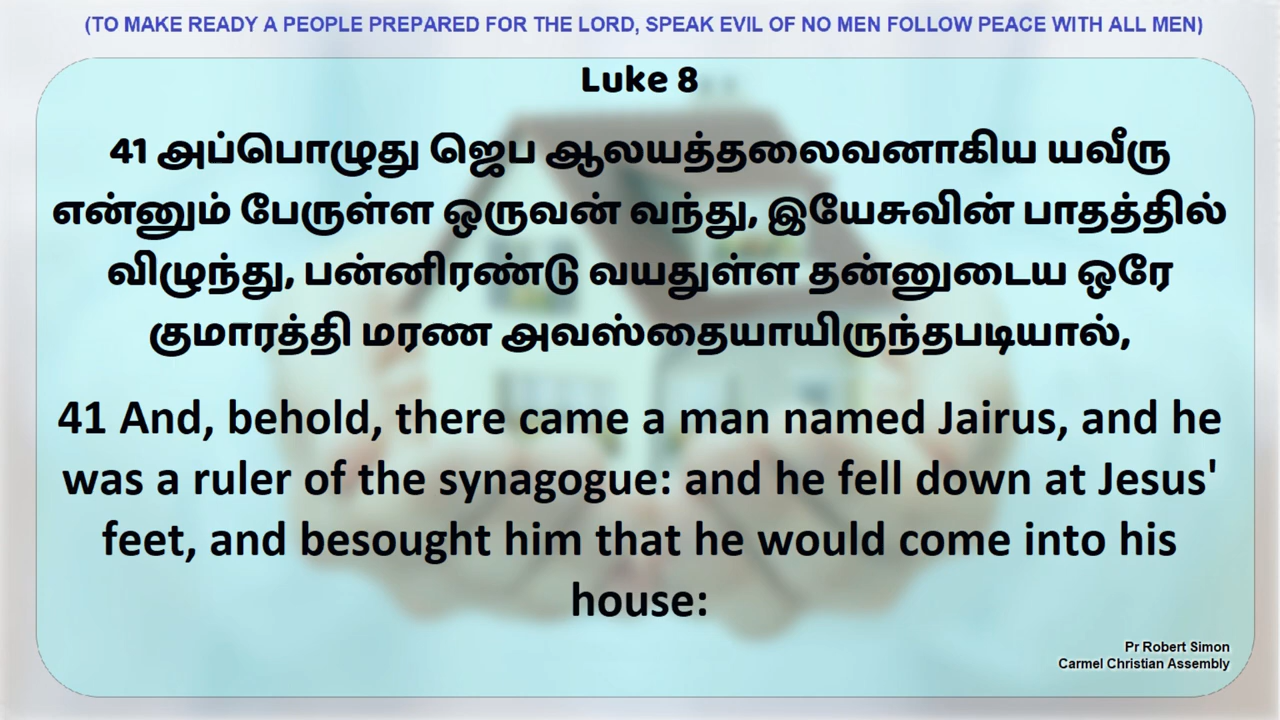 (TO MAKE READY A PEOPLE PREPARED FOR THE LORD, SPEAK EVIL OF NO MEN FOLLOW PEACE WITH ALL MEN)
Luke 8
41 அப்பொழுது ஜெப ஆலயத்தலைவனாகிய யவீரு
என்னும் பேருள்ள ஒருவன் வந்து, இயேசுவின் பாதத்தில்
விழுந்து, பன்னிரண்டு வயதுள்ள தன்னுடைய ஒரே
குமாரத்தி மரண அவஸ்தையாயிருந்தபடியால்,
41 And, behold, there came a man named Jairus, and he
was a ruler of the synagogue: and he fell down at Jesus'
feet, and besought him that he would come into his
house:
Pr Robert Simon
Carmel Christian Assembly